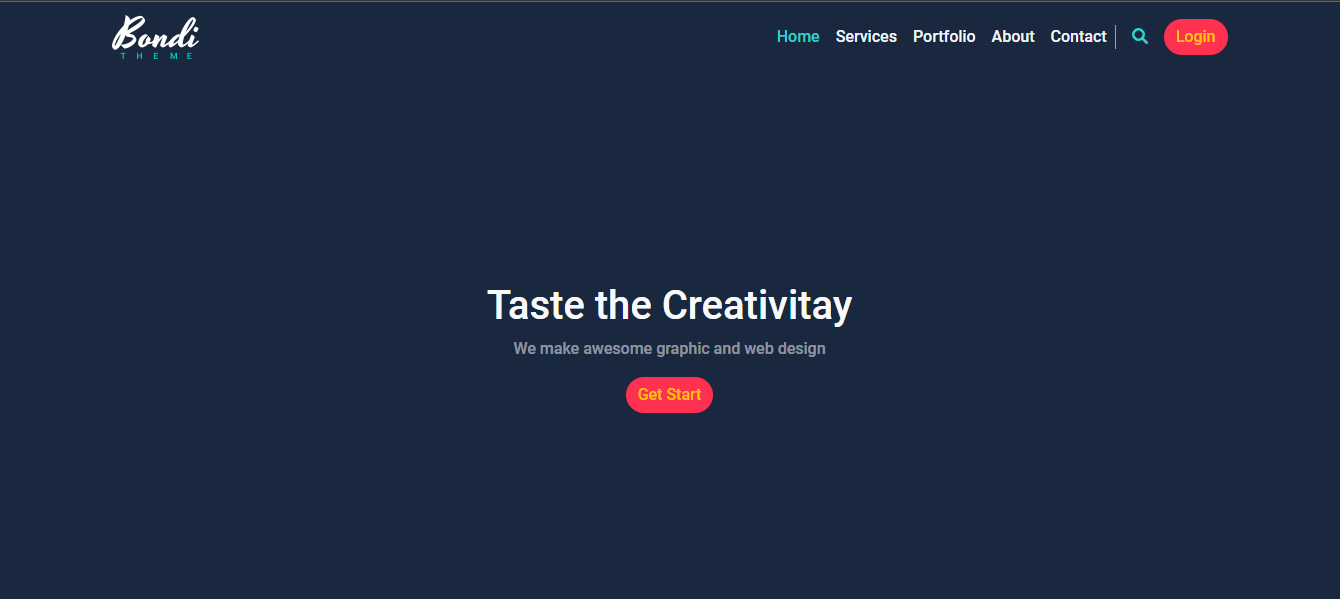 Bondi
THEME
Home Services Portfolio About Contact Login
Taste the Creativitay
We make awesome graphic and web design
Get Start